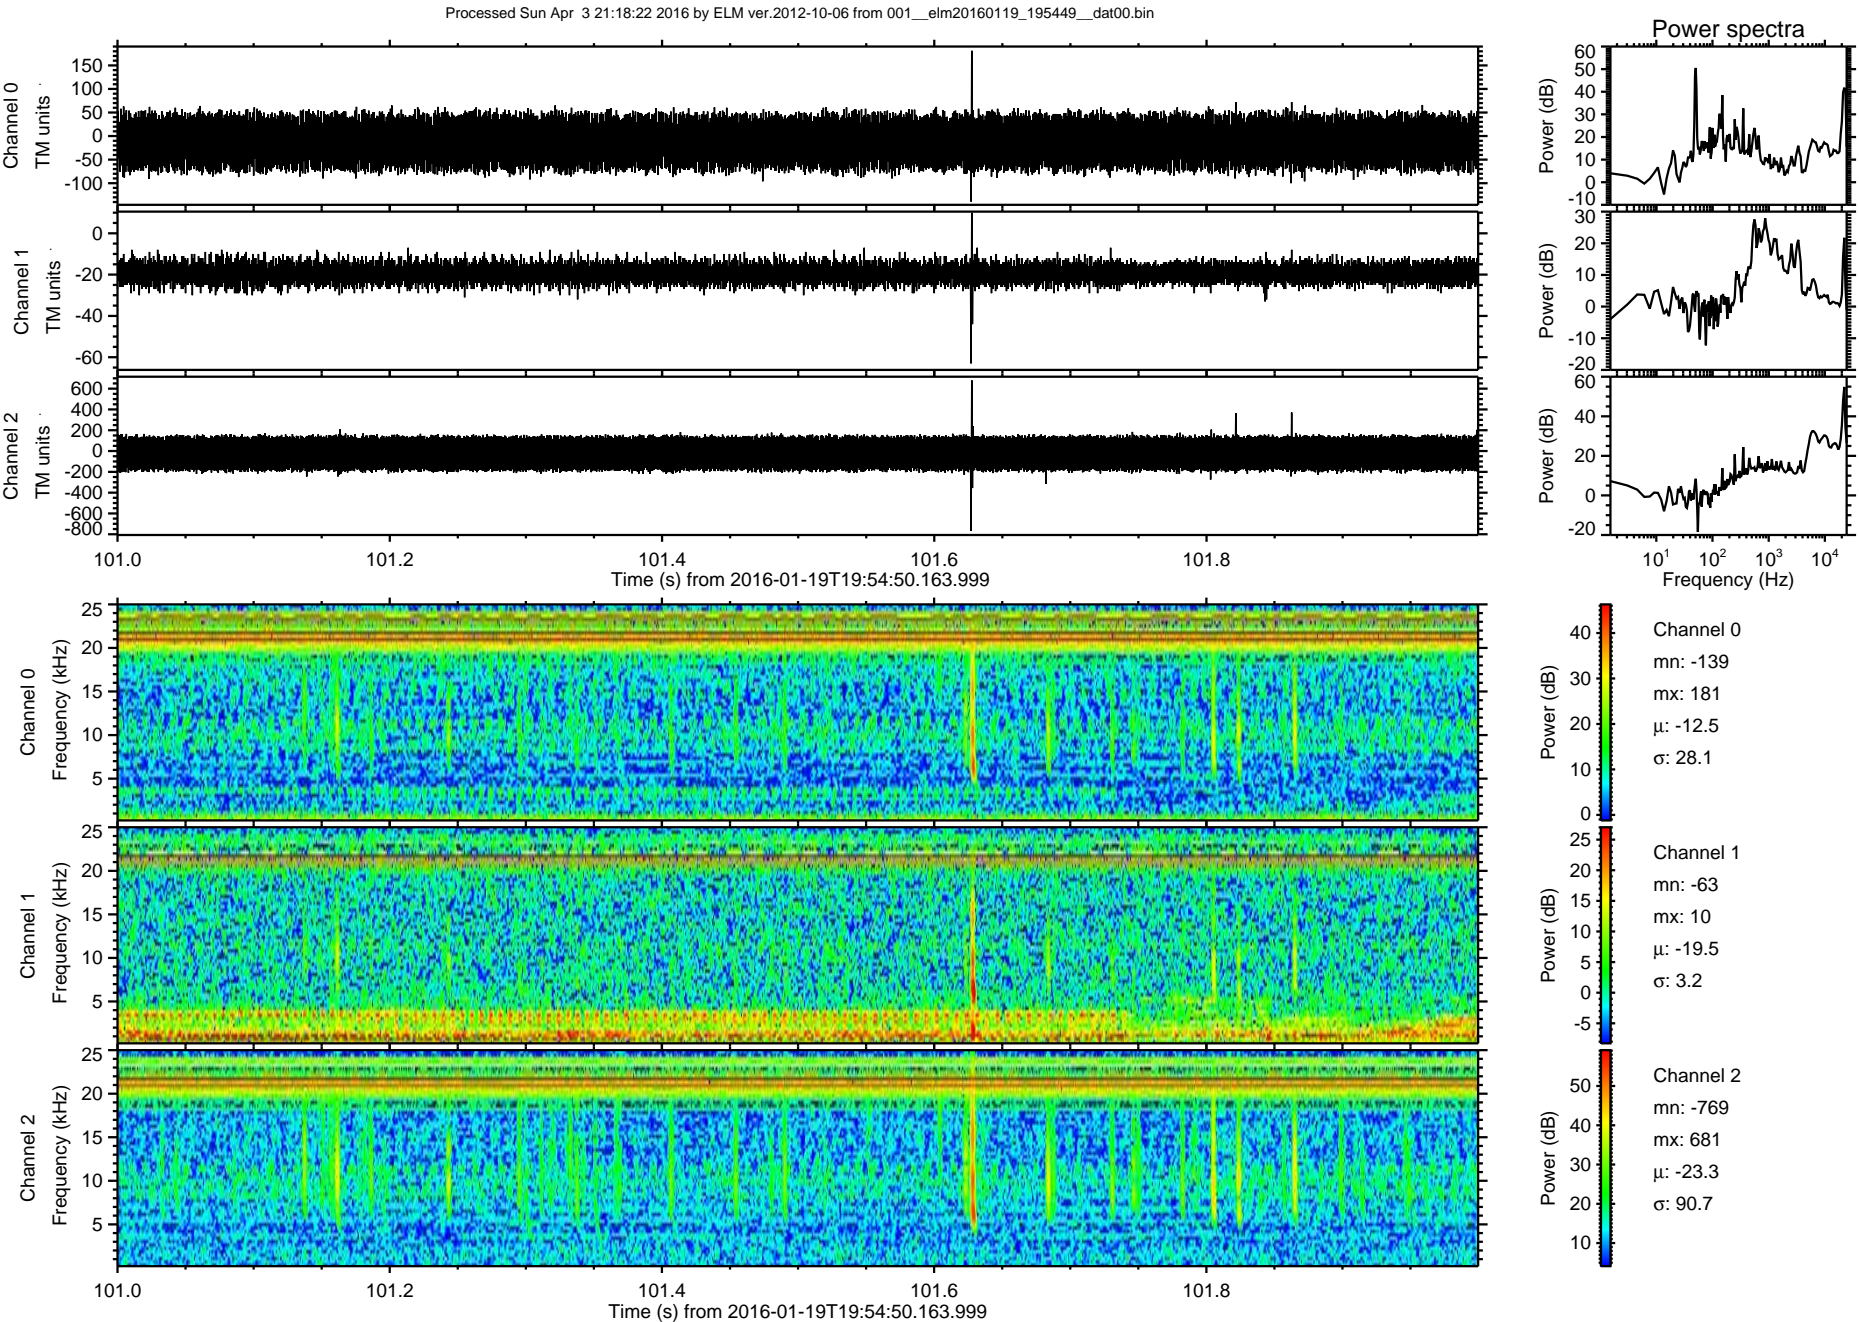 Processed Sun Apr 3 21:18:22 2016 by ELM ver.2012-10-06 from 001__elm20160119_195449__dat00.bin
Power spectra
Channel 0
TM units
150
100
50
0
-50
-100
Power (dB)
60
50
40
30
20
10
0
-10
Channel 1
TM units
0
-20
-40
-60
Power (dB)
30
20
10
0
-10
-20
Channel 2
TM units
600
400
200
0
-200
-400
-600
-800
Power (dB)
60
40
20
0
-20
101.0 101.2 101.4 101.6 101.8
Time (s) from 2016-01-19T19:54:50.163.999
10¹ 10² 10³ 10⁴
Frequency (Hz)
Channel 0
Frequency (kHz)
25
20
15
10
5
Power (dB)
40
30
20
10
0
Channel 0
mn: -139
mx: 181
μ: -12.5
σ: 28.1
Channel 1
Frequency (kHz)
25
20
15
10
5
Power (dB)
25
20
15
10
5
0
-5
Channel 1
mn: -63
mx: 10
μ: -19.5
σ: 3.2
Channel 2
Frequency (kHz)
25
20
15
10
5
Power (dB)
50
40
30
20
10
Channel 2
mn: -769
mx: 681
μ: -23.3
σ: 90.7
101.0 101.2 101.4 101.6 101.8
Time (s) from 2016-01-19T19:54:50.163.999